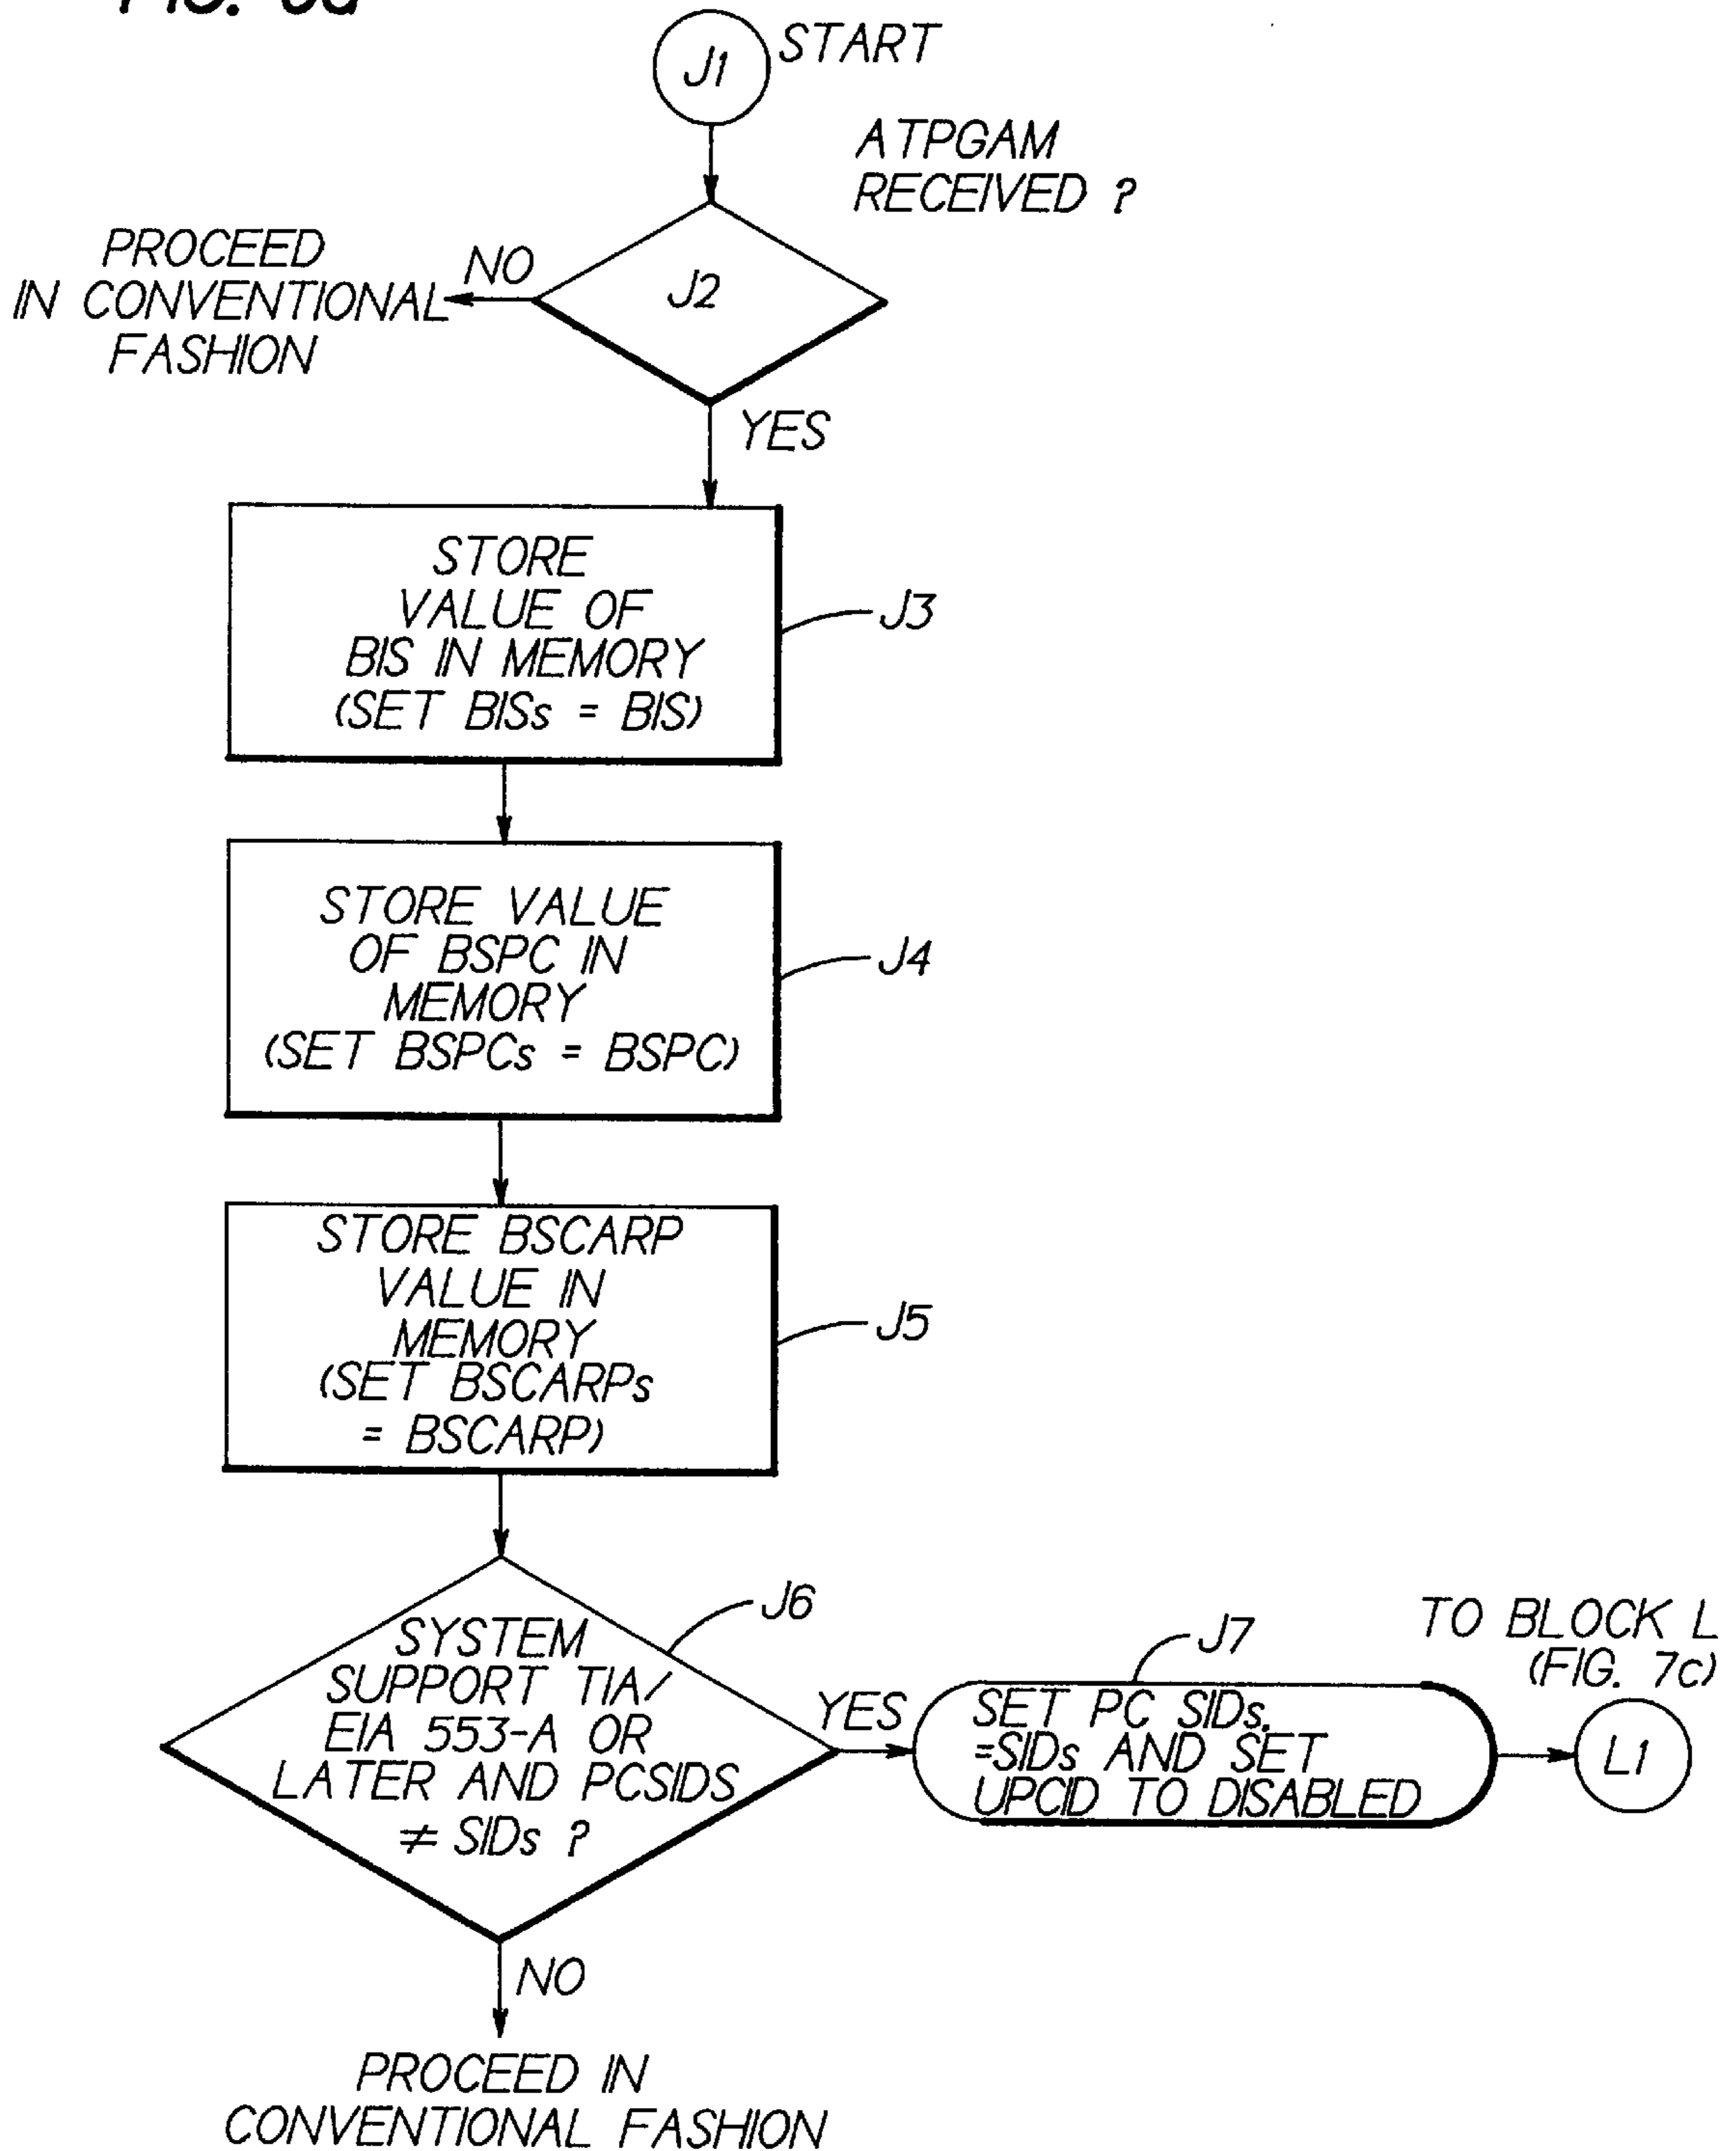 J1
START
ATPGAM
RECEIVED ?
J2
NO
PROCEED
IN CONVENTIONAL
FASHION
YES
STORE
VALUE OF
BIS IN MEMORY
(SET BISs = BIS)
J3
STORE VALUE
OF BSPC IN
MEMORY
(SET BSPCs = BSPC)
J4
STORE BSCARP
VALUE IN
MEMORY
(SET BSCARPs
= BSCARP)
J5
SYSTEM
SUPPORT TIA/
EIA 553-A OR
LATER AND PCSIDS
≠ SIDs ?
J6
YES
J7
SET PC SIDs.
=SIDs AND SET
UPCID TO DISABLED
TO BLOCK L
(FIG. 7c)
L1
NO
PROCEED IN
CONVENTIONAL FASHION